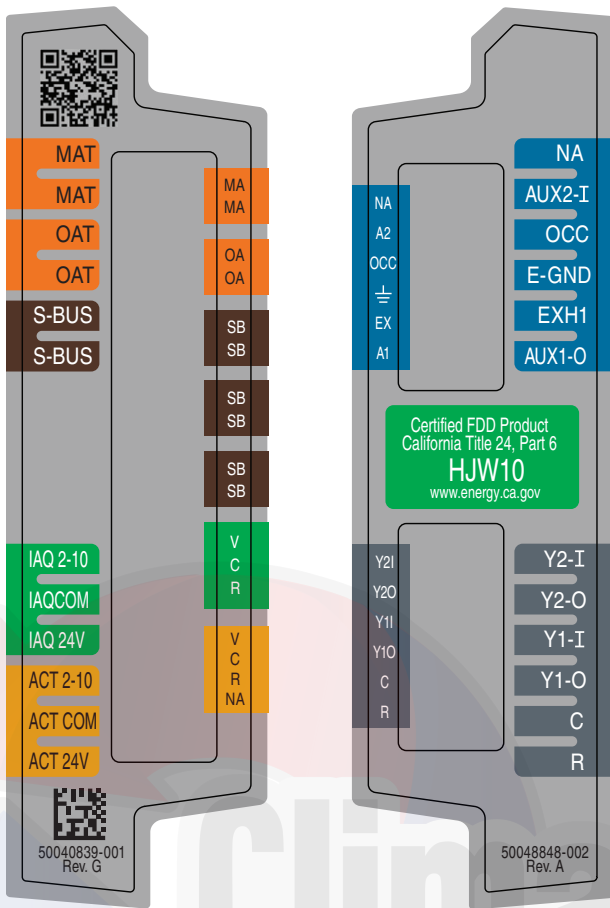 MAT
MAT
OAT
OAT
S-BUS
S-BUS
IAQ 2-10
IAQCOM
IAQ 24V
ACT 2-10
ACT COM
ACT 24V
50040839-001
Rev. G
MA
MA
OA
OA
SB
SB
SB
SB
SB
SB
V
C
R
V
C
R
NA
NA
A2
OCC
EX
A1
NA
AUX2-I
OCC
E-GND
EXH1
AUX1-O
Certified FDD Product
California Title 24, Part 6
HJW10
www.energy.ca.gov
Y2I
Y2O
Y1I
Y1O
C
R
Y2-I
Y2-O
Y1-I
Y1-O
C
R
50048848-002
Rev. A
Clima